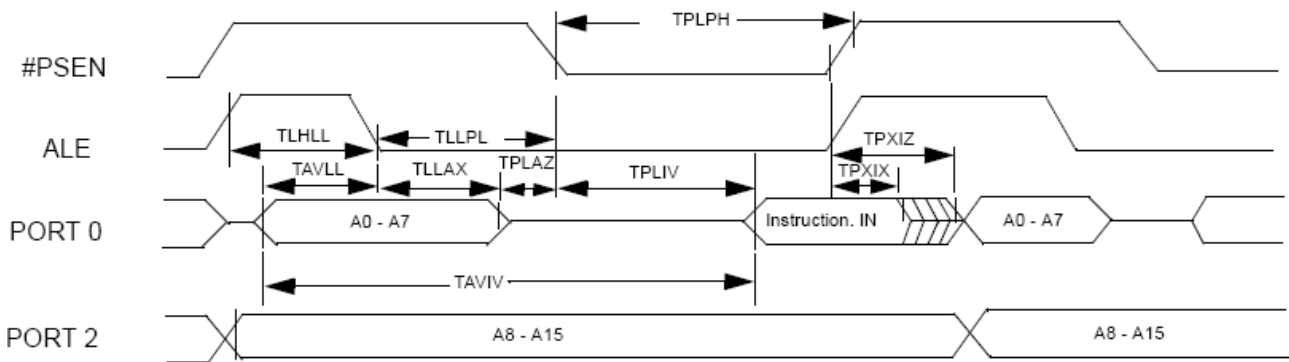 TPLPH
#PSEN
TLHLL
TLLPL
ALE
TPXIZ
TAVLL
TLLAX
TPLAZ
TPLIV
TPXIX
PORT 0
A0 - A7
Instruction. IN
A0 - A7
TAVIV
PORT 2
A8 - A15
A8 - A15